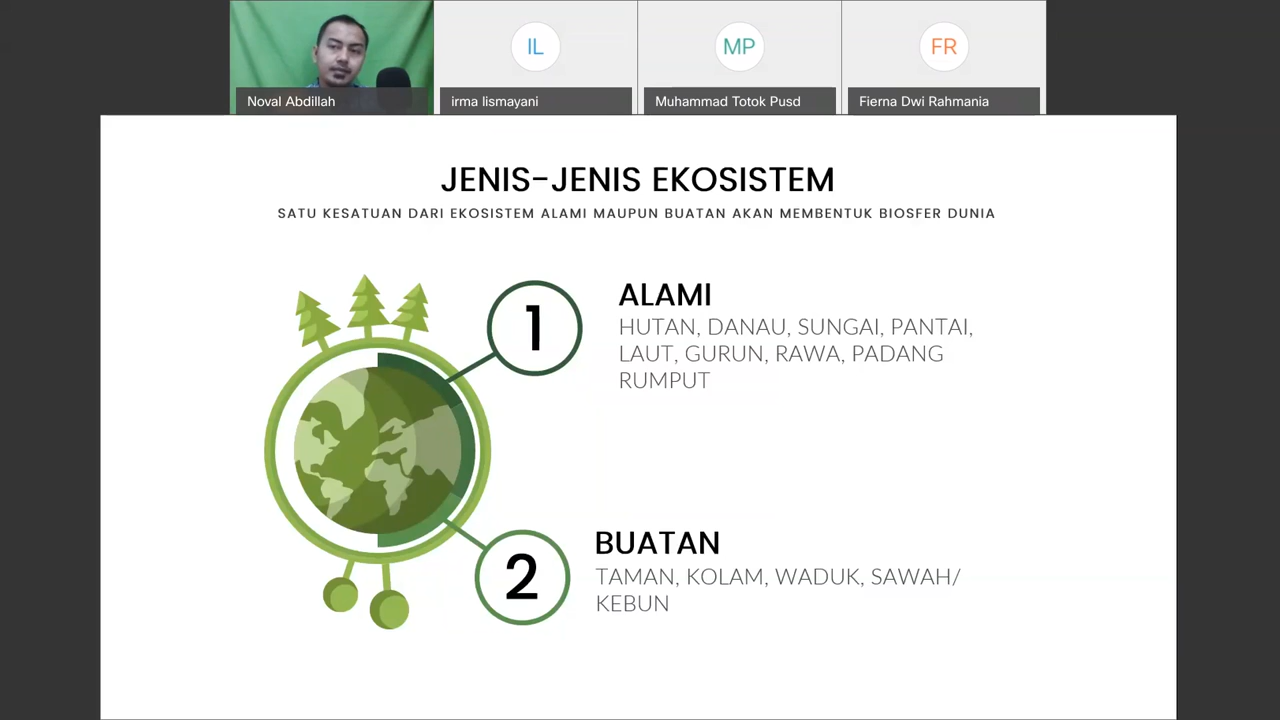 IL
MP
FR
Noval Abdillah
irma lismayani
Muhammad Totok Pusd
Fierna Dwi Rahmania
JENIS-JENIS EKOSISTEM
SATU KESATUAN DARI EKOSISTEM ALAMI MAUPUN BUATAN AKAN MEMBENTUK BIOSFER DUNIA
1
ALAMI
HUTAN, DANAU, SUNGAI, PANTAI,
LAUT, GURUN, RAWA, PADANG
RUMPUT
2
BUATAN
TAMAN, KOLAM, WADUK, SAWAH/
KEBUN